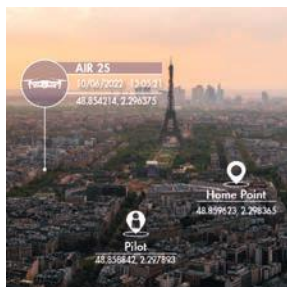 AIR 2S
10/06/2022 - 13:05:21
48.854214, 2.296375
Home Point
48.859623, 2.298365
Pilot
48.858842, 2.297893